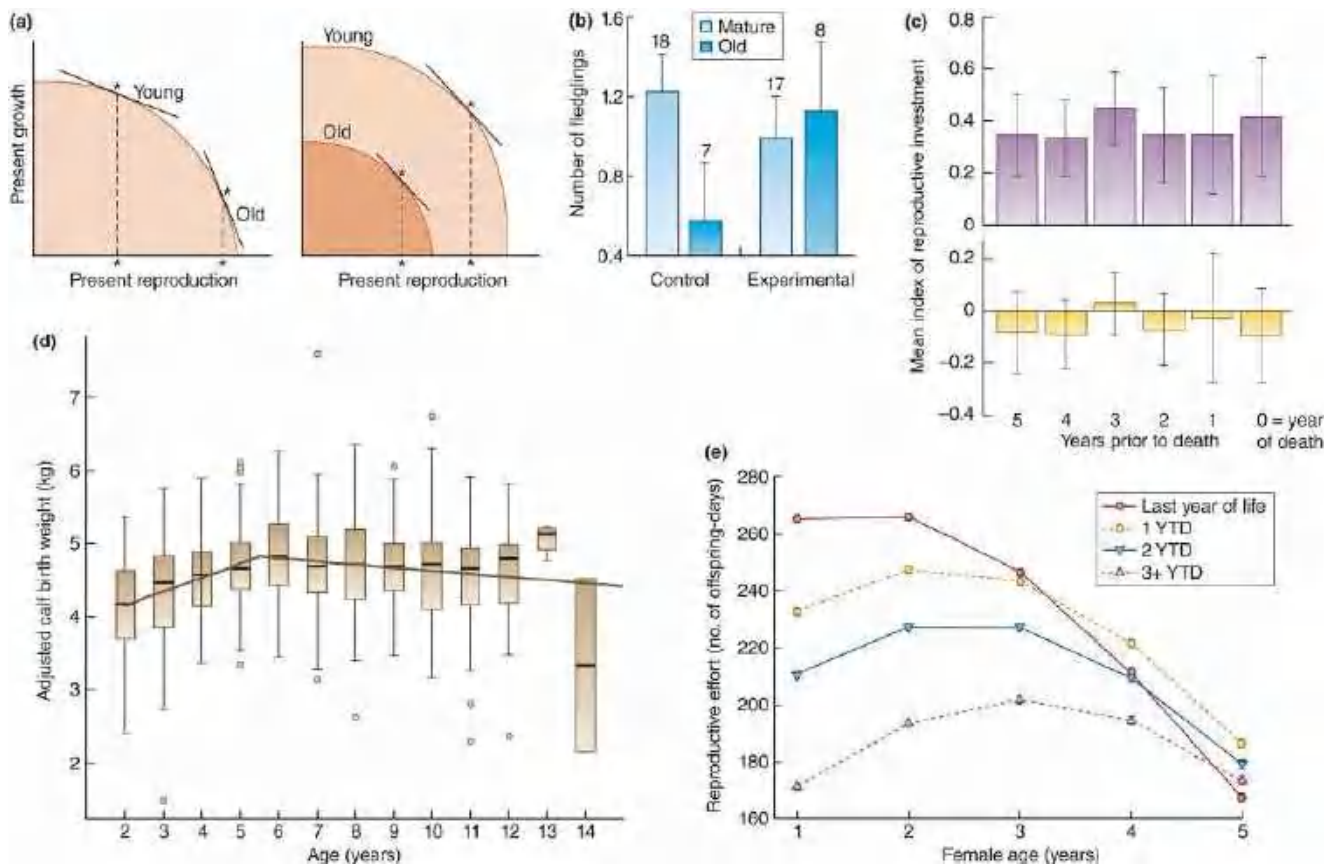 (a)
Young
Old
Present growth
Present reproduction
Young
Old
Present reproduction
(b)
Mature
Old
1.6
1.2
0.8
0.4
Number of fledglings
18
7
17
8
Control
Experimental
(c)
0.8
0.6
0.4
0.2
0
0.2
0
–0.2
–0.4
Mean index of reproductive investment
5 4 3 2 1 0 = year
Years prior to death of death
(d)
7
6
5
4
3
2
Adjusted calf birth weight (kg)
2 3 4 5 6 7 8 9 10 11 12 13 14
Age (years)
(e)
280
260
240
220
200
180
160
Reproductive effort (no. of offspring-days)
Last year of life
1 YTD
2 YTD
3+ YTD
1 2 3 4 5
Female age (years)